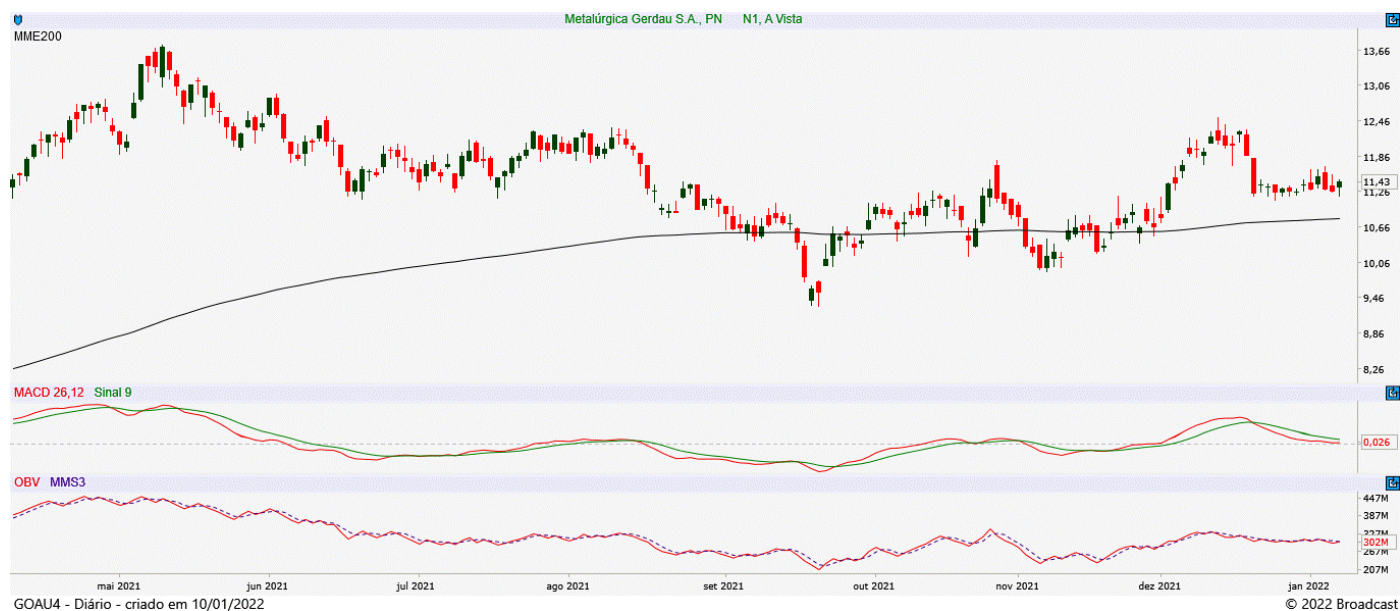 Metalúrgica Gerdau S.A., PN N1, A Vista
MME200
13,66
13,06
12,46
11,86
11,43
11,26
10,66
10,06
9,46
8,86
8,26
MACD 26,12 Sinal 9
0,026
OBV MMS3
447M
387M
327M
302M
267M
207M
mai 2021 jun 2021 jul 2021 ago 2021 set 2021 out 2021 nov 2021 dez 2021 jan 2022
GOAU4 - Diário - criado em 10/01/2022 © 2022 Broadcast